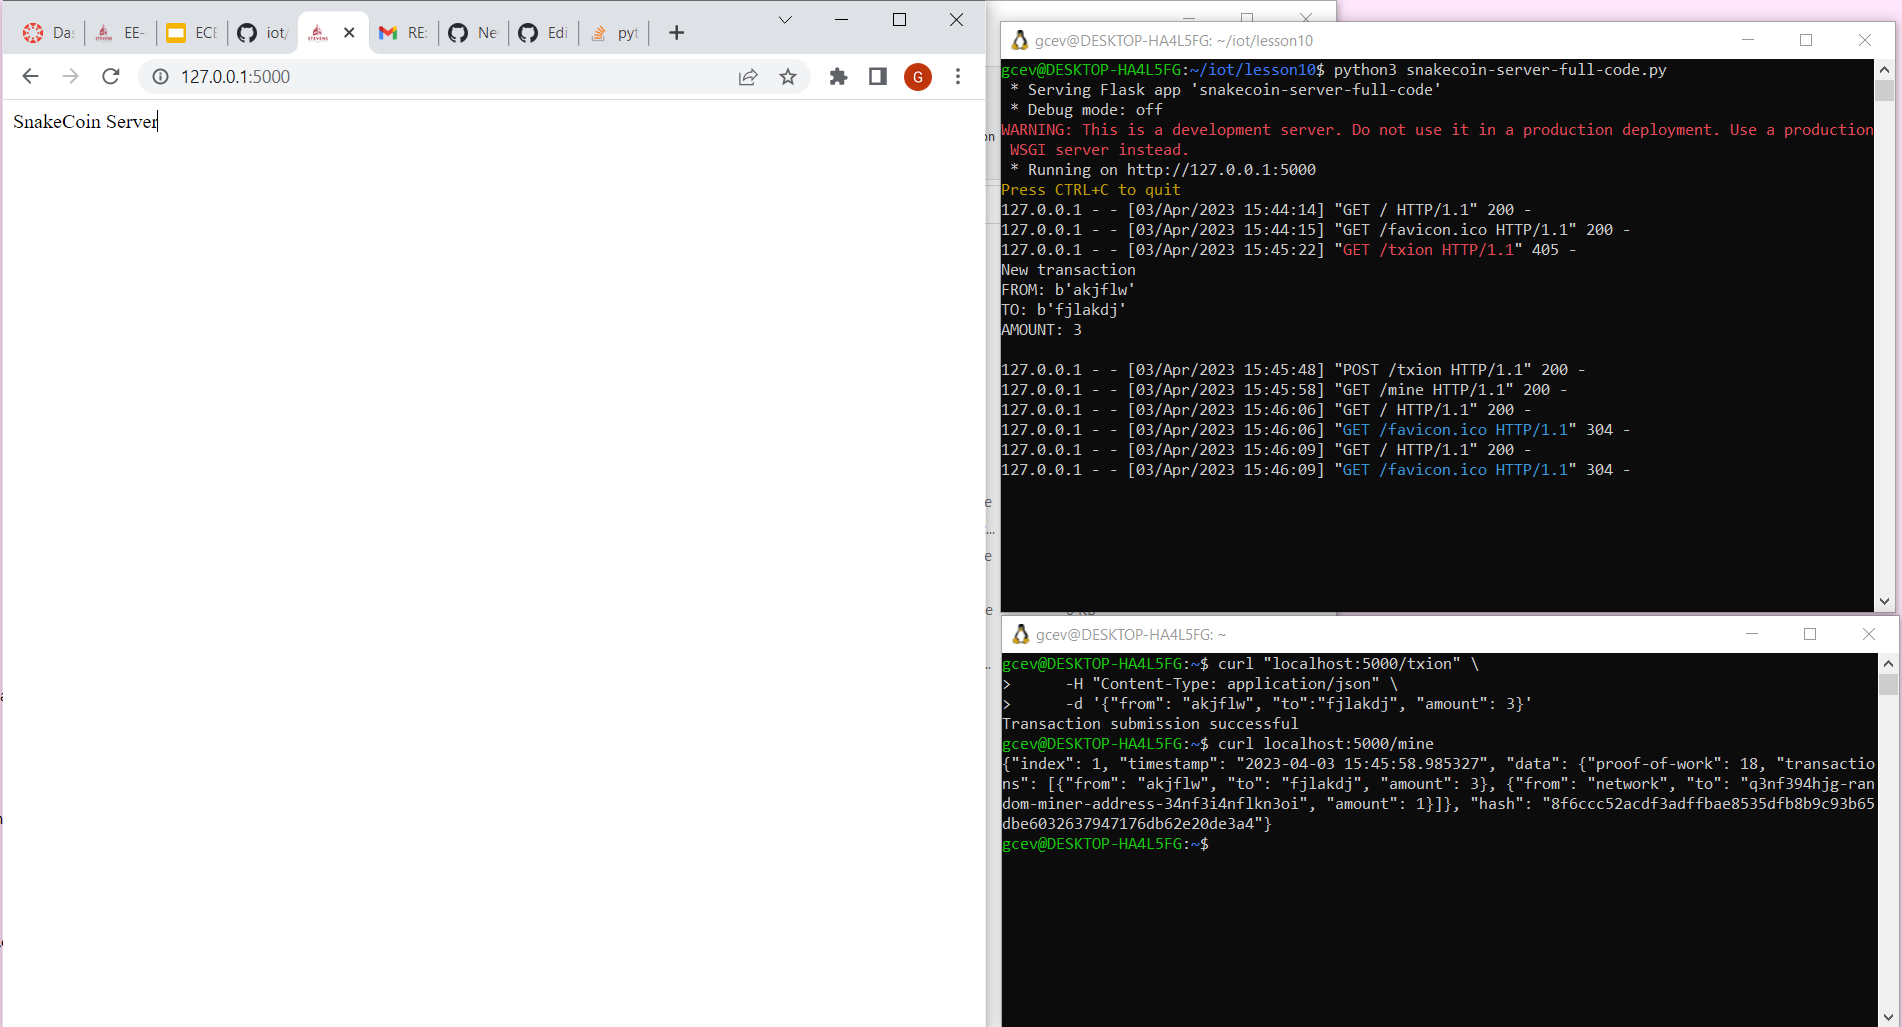 Da:
EE-
ECE
iot/
RE:
Ne
Edi
pyt
127.0.0.1:5000
G
SnakeCoin Server
gcev@DESKTOP-HA4L5FG: ~/iot/lesson10
gcev@DESKTOP-HA4L5FG:~/iot/lesson10$ python3 snakecoin-server-full-code.py
 * Serving Flask app 'snakecoin-server-full-code'
 * Debug mode: off
WARNING: This is a development server. Do not use it in a production deployment. Use a production
 WSGI server instead.
 * Running on http://127.0.0.1:5000
Press CTRL+C to quit
127.0.0.1 - - [03/Apr/2023 15:44:14] "GET / HTTP/1.1" 200 -
127.0.0.1 - - [03/Apr/2023 15:44:15] "GET /favicon.ico HTTP/1.1" 200 -
127.0.0.1 - - [03/Apr/2023 15:45:22] "GET /txion HTTP/1.1" 405 -
New transaction
FROM: b'akjflw'
TO: b'fjlakdj'
AMOUNT: 3
127.0.0.1 - - [03/Apr/2023 15:45:48] "POST /txion HTTP/1.1" 200 -
127.0.0.1 - - [03/Apr/2023 15:45:58] "GET /mine HTTP/1.1" 200 -
127.0.0.1 - - [03/Apr/2023 15:46:06] "GET / HTTP/1.1" 200 -
127.0.0.1 - - [03/Apr/2023 15:46:06] "GET /favicon.ico HTTP/1.1" 304 -
127.0.0.1 - - [03/Apr/2023 15:46:09] "GET / HTTP/1.1" 200 -
127.0.0.1 - - [03/Apr/2023 15:46:09] "GET /favicon.ico HTTP/1.1" 304 -
gcev@DESKTOP-HA4L5FG: ~
gcev@DESKTOP-HA4L5FG:~$ curl "localhost:5000/txion" \
>      -H "Content-Type: application/json" \
>      -d '{"from": "akjflw", "to":"fjlakdj", "amount": 3}'
Transaction submission successful
gcev@DESKTOP-HA4L5FG:~$ curl localhost:5000/mine
{"index": 1, "timestamp": "2023-04-03 15:45:58.985327", "data": {"proof-of-work": 18, "transactio
ns": [{"from": "akjflw", "to": "fjlakdj", "amount": 3}, {"from": "network", "to": "q3nf394hjg-ran
dom-miner-address-34nf3i4nflkn3oi", "amount": 1}]}, "hash": "8f6ccc52acdf3adffbae8535dfb8b9c93b65
dbe6032637947176db62e20de3a4"}
gcev@DESKTOP-HA4L5FG:~$